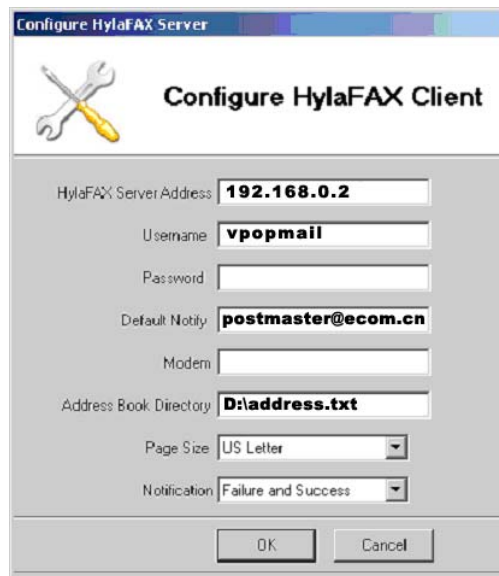 Configure HylaFAX Server
Configure HylaFAX Client
HylaFAX Server Address 192.168.0.2
Username vpopmail
Password
Default Notify postmaster@ecom.cn
Modem
Address Book Directory D:\address.txt
Page Size US Letter
Notification Failure and Success
OK Cancel